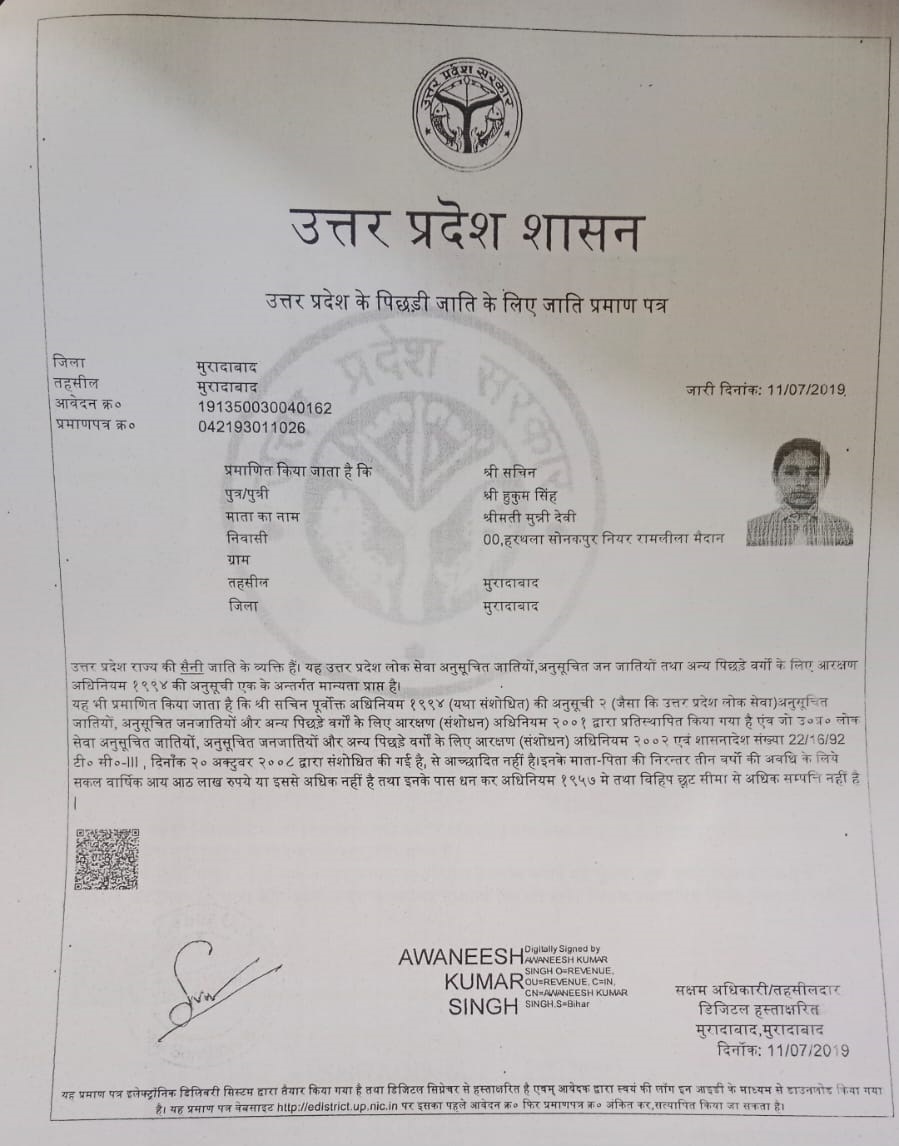 उत्तर प्रदेश सरकार
उत्तर प्रदेश शासन
उत्तर प्रदेश के पिछड़ी जाति के लिए जाति प्रमाण पत्र
जिला मुरादाबाद
तहसील मुरादाबाद
जारी दिनांक: 11/07/2019
आवेदन क्र० 191350030040162
प्रमाणपत्र क्र० 042193011026
प्रमाणित किया जाता है कि श्री सचिन
पुत्र/पुत्री श्री हुकुम सिंह
माता का नाम श्रीमती मुन्नी देवी
निवासी 00,हरथला सोनकपुर नियर रामलीला मैदान
ग्राम
तहसील मुरादाबाद
जिला मुरादाबाद
उत्तर प्रदेश राज्य की सैनी जाति के व्यक्ति हैं। यह उत्तर प्रदेश लोक सेवा अनुसूचित जातियों,अनुसूचित जन जातियों तथा अन्य पिछड़े वर्गो के लिए आरक्षण
अधिनियम १९९४ की अनुसूची एक के अन्तर्गत मान्यता प्राप्त है।
यह भी प्रमाणित किया जाता है कि श्री सचिन पूर्वोक्त अधिनियम १९९४ (यथा संशोधित) की अनुसूची २ (जैसा कि उत्तर प्रदेश लोक सेवा)अनुसूचित
जातियों, अनुसूचित जनजातियों और अन्य पिछड़े वर्गो के लिए आरक्षण (संशोधन) अधिनियम २००१ द्वारा प्रतिस्थापित किया गया है एंव जो उ०प्र० लोक
सेवा अनुसूचित जातियों, अनुसूचित जनजातियों और अन्य पिछड़े वर्गो के लिए आरक्षण (संशोधन) अधिनियम २००२ एवं शासनादेश संख्या 22/16/92
टी० सी०-III , दिनाँक २० अक्टुवर २००८ द्वारा संशोधित की गई है, से आच्छादित नहीं है।इनके माता-पिता की निरन्तर तीन वर्षो की अवधि के लिये
सकल वार्षिक आय आठ लाख रुपये या इससे अधिक नहीं है तथा इनके पास धन कर अधिनियम १९५७ मे तथा विहिप छूट सीमा से अधिक सम्पत्ति नहीं है
|
AWANEESH
KUMAR
SINGH
Digitally Signed by
AWANEESH KUMAR
SINGH O=REVENUE,
OU=REVENUE, C=IN,
CN=AWANEESH KUMAR
SINGH,S=Bihar
सक्षम अधिकारी/तहसीलदार
डिजिटल हस्ताक्षरित
मुरादाबाद,मुरादाबाद
दिनाँक: 11/07/2019
यह प्रमाण पत्र इलेक्ट्रॉनिक डिलिवरी सिस्टम द्वारा तैयार किया गया है तथा डिजिटल सिग्नेचर से हस्ताक्षरित है एवम् आवेदक द्वारा स्वयं की लॉग इन आइडी के माध्यम से डाउनलोड किया गया
है। यह प्रमाण पत्र वेबसाइट http://edistrict.up.nic.in पर इसका पहले आवेदन क्र० फिर प्रमाणपत्र क्र० अंकित कर,सत्यापित किया जा सकता है।